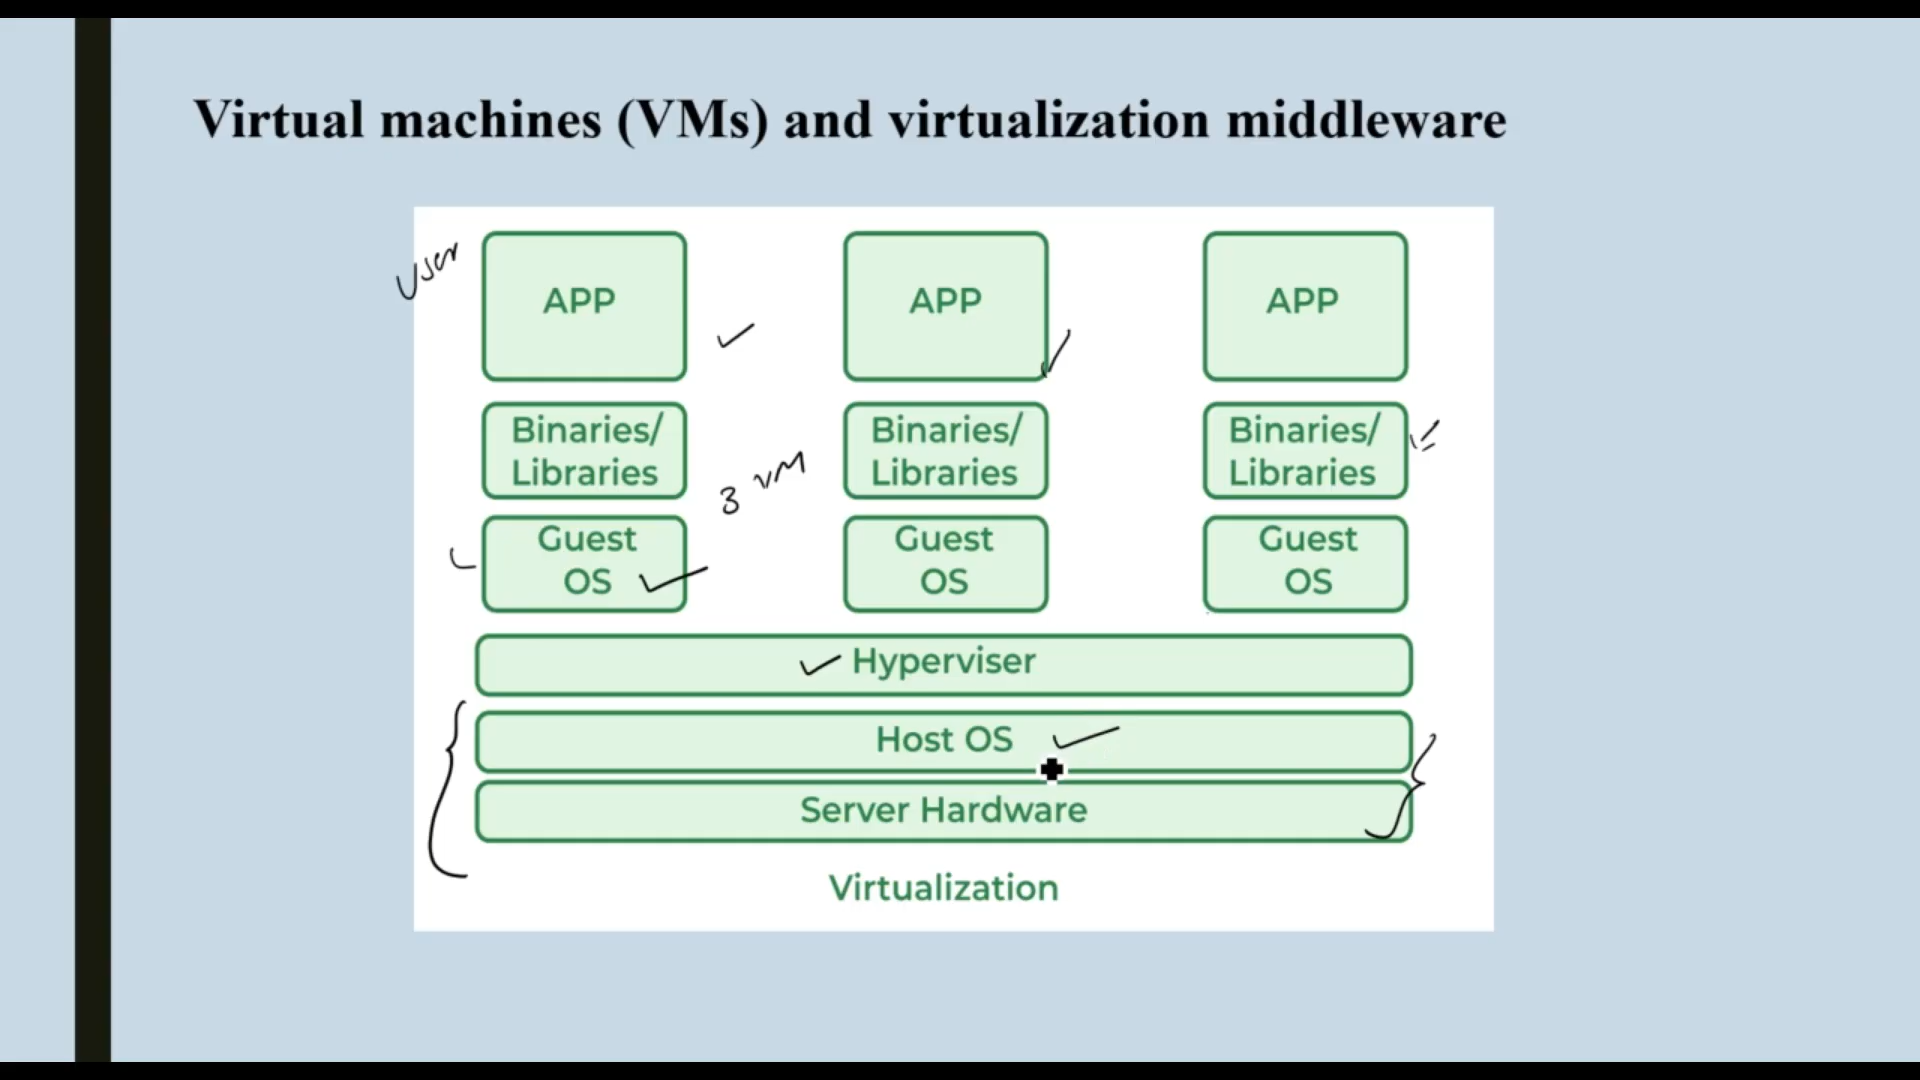 Virtual machines (VMs) and virtualization middleware
User
APP
APP
APP
Binaries/
Libraries
Binaries/
Libraries
Binaries/
Libraries
3 VM
Guest
OS
Guest
OS
Guest
OS
Hyperviser
Host OS
Server Hardware
Virtualization